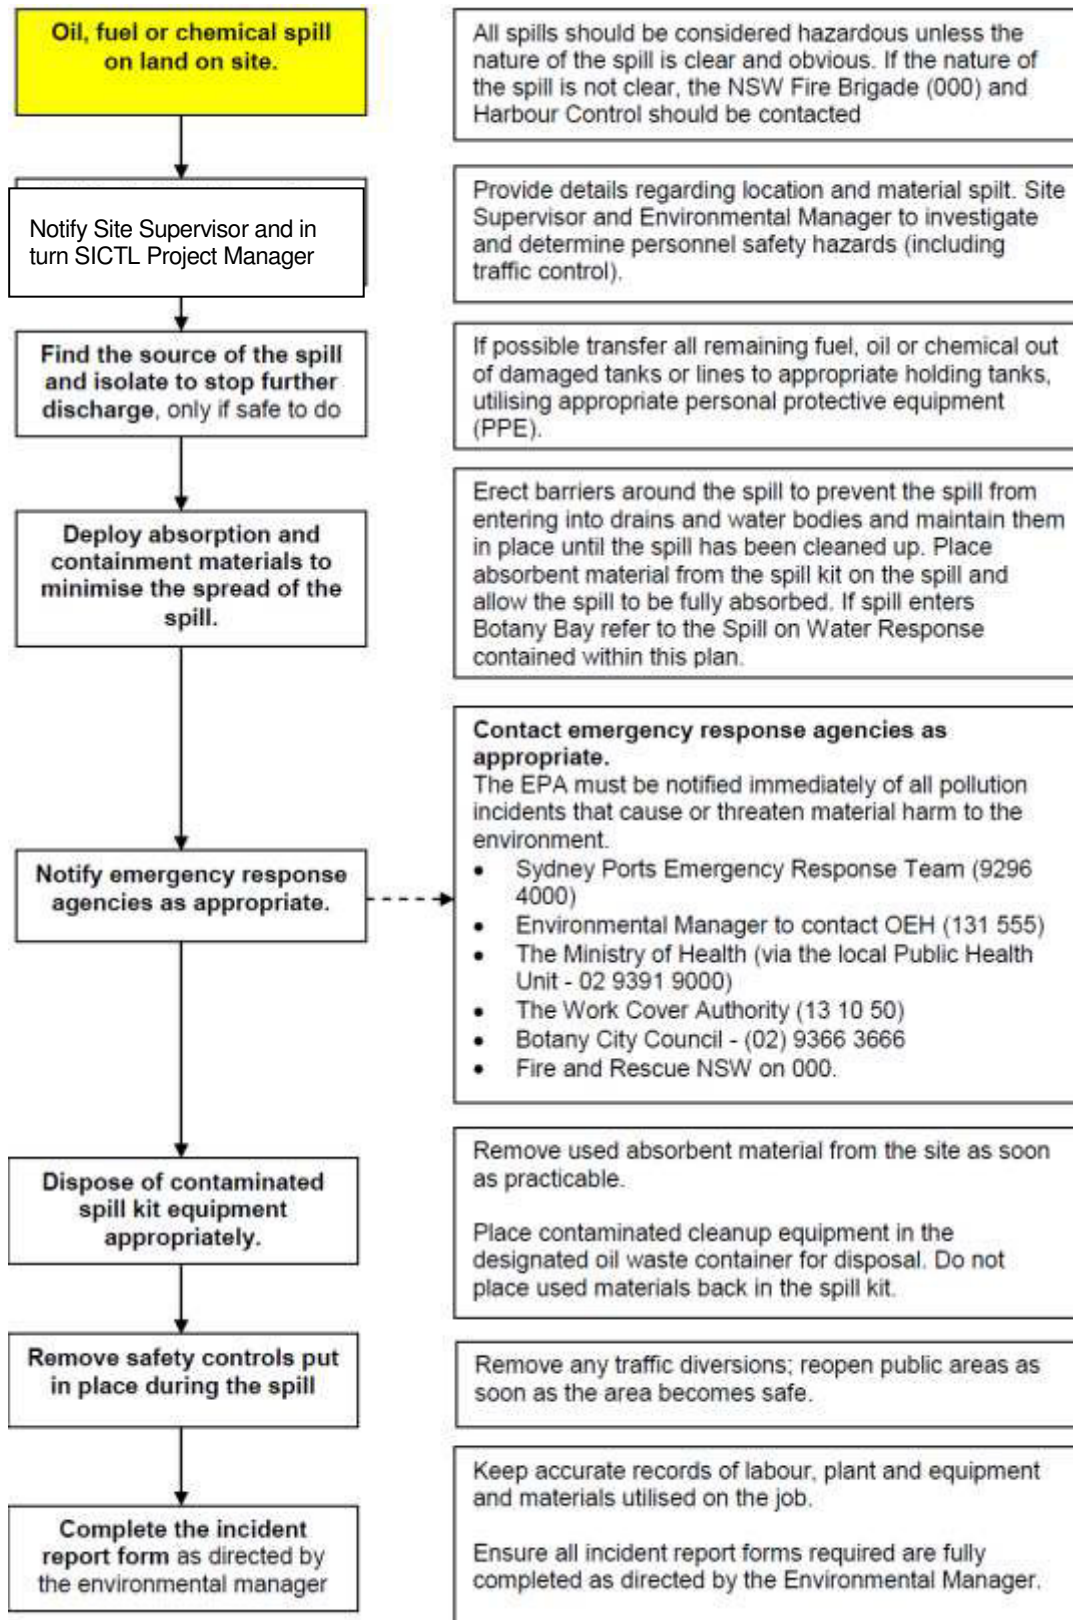 Oil, fuel or chemical spill
on land on site.
All spills should be considered hazardous unless the
nature of the spill is clear and obvious. If the nature of
the spill is not clear, the NSW Fire Brigade (000) and
Harbour Control should be contacted
Notify Site Supervisor and in
turn SICTL Project Manager
Provide details regarding location and material spilt. Site
Supervisor and Environmental Manager to investigate
and determine personnel safety hazards (including
traffic control).
Find the source of the spill
and isolate to stop further
discharge, only if safe to do
If possible transfer all remaining fuel, oil or chemical out
of damaged tanks or lines to appropriate holding tanks,
utilising appropriate personal protective equipment
(PPE).
Deploy absorption and
containment materials to
minimise the spread of the
spill.
Erect barriers around the spill to prevent the spill from
entering into drains and water bodies and maintain them
in place until the spill has been cleaned up. Place
absorbent material from the spill kit on the spill and
allow the spill to be fully absorbed. If spill enters
Botany Bay refer to the Spill on Water Response
contained within this plan.
Notify emergency response
agencies as appropriate.
Contact emergency response agencies as
appropriate.
The EPA must be notified immediately of all pollution
incidents that cause or threaten material harm to the
environment.
• Sydney Ports Emergency Response Team (9296
4000)
• Environmental Manager to contact OEH (131 555)
• The Ministry of Health (via the local Public Health
Unit - 02 9391 9000)
• The Work Cover Authority (13 10 50)
• Botany City Council - (02) 9366 3666
• Fire and Rescue NSW on 000.
Dispose of contaminated
spill kit equipment
appropriately.
Remove used absorbent material from the site as soon
as practicable.
Place contaminated cleanup equipment in the
designated oil waste container for disposal. Do not
place used materials back in the spill kit.
Remove safety controls put
in place during the spill
Remove any traffic diversions; reopen public areas as
soon as the area becomes safe.
Complete the incident
report form as directed by
the environmental manager
Keep accurate records of labour, plant and equipment
and materials utilised on the job.
Ensure all incident report forms required are fully
completed as directed by the Environmental Manager.